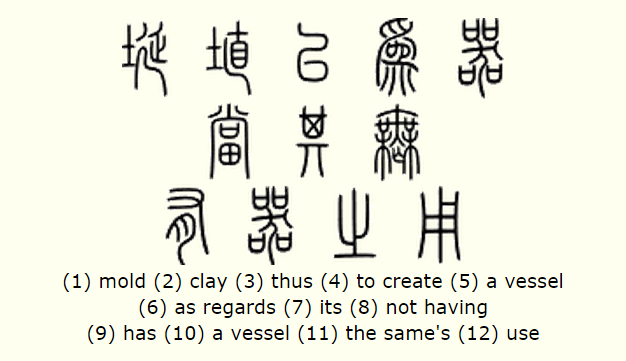 埏埴㠯爲器
當其無
有器之用
(1) mold (2) clay (3) thus (4) to create (5) a vessel
(6) as regards (7) its (8) not having
(9) has (10) a vessel (11) the same's (12) use